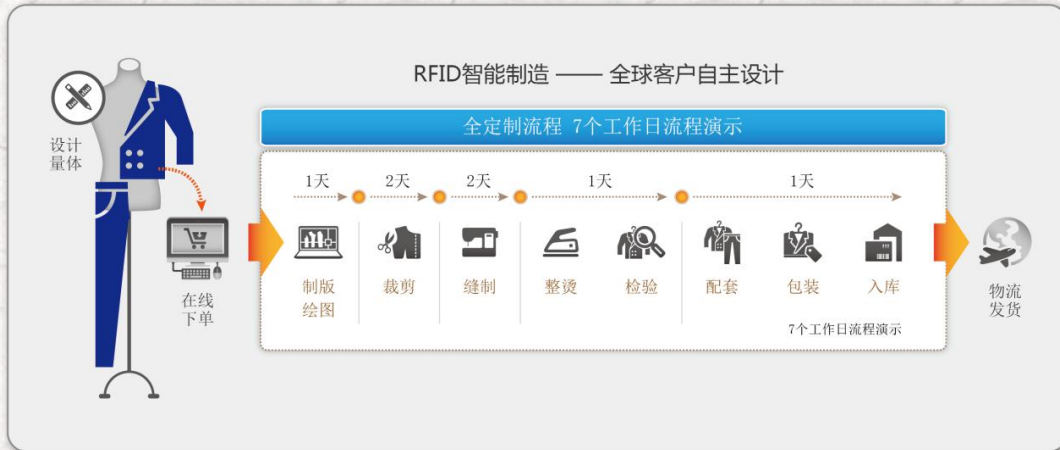 RFID智能制造 —— 全球客户自主设计
设计
量体
全定制流程 7个工作日流程演示
1天
2天
2天
1天
1天
在线
下单
制版
绘图
裁剪
缝制
整烫
检验
配套
包装
入库
物流
发货
7个工作日流程演示